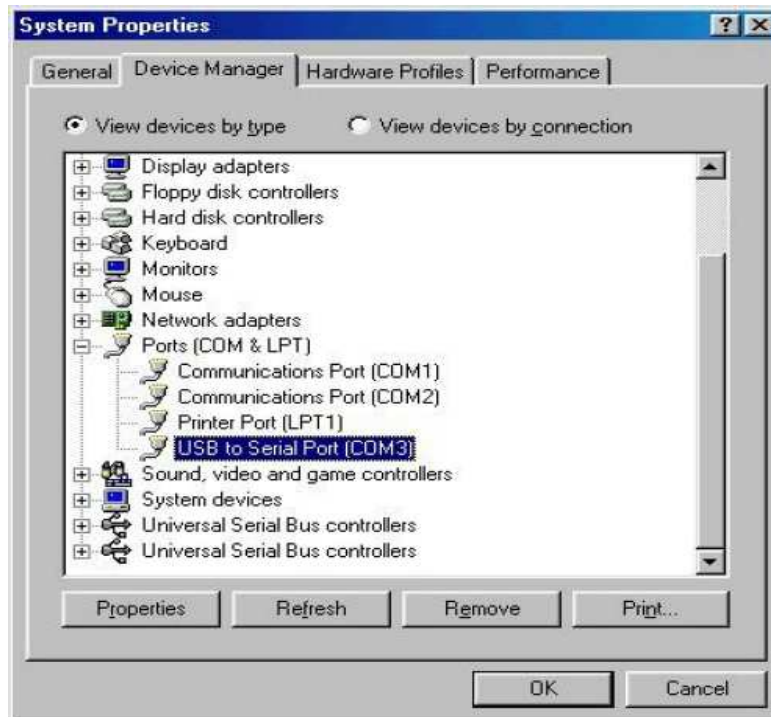 System Properties
General Device Manager Hardware Profiles Performance
View devices by type View devices by connection
Display adapters
Floppy disk controllers
Hard disk controllers
Keyboard
Monitors
Mouse
Network adapters
Ports (COM & LPT)
Communications Port (COM1)
Communications Port (COM2)
Printer Port (LPT1)
USB to Serial Port (COM3)
Sound, video and game controllers
System devices
Universal Serial Bus controllers
Universal Serial Bus controllers
Properties Refresh Remove Print...
OK Cancel